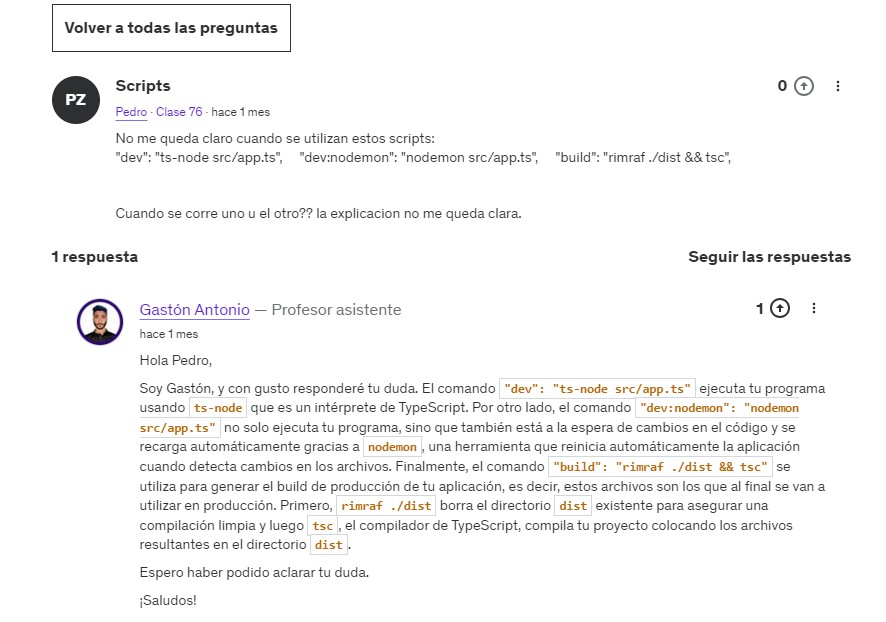 Volver a todas las preguntas
PZ
Scripts
0
Pedro · Clase 76 · hace 1 mes
No me queda claro cuando se utilizan estos scripts:
"dev": "ts-node src/app.ts", "dev:nodemon": "nodemon src/app.ts", "build": "rimraf ./dist && tsc",
Cuando se corre uno u el otro?? la explicacion no me queda clara.
1 respuesta
Seguir las respuestas
Gastón Antonio — Profesor asistente
1
hace 1 mes
Hola Pedro,
Soy Gastón, y con gusto responderé tu duda. El comando "dev": "ts-node src/app.ts" ejecuta tu programa
usando ts-node que es un intérprete de TypeScript. Por otro lado, el comando "dev:nodemon": "nodemon
src/app.ts" no solo ejecuta tu programa, sino que también está a la espera de cambios en el código y se
recarga automáticamente gracias a nodemon, una herramienta que reinicia automáticamente la aplicación
cuando detecta cambios en los archivos. Finalmente, el comando "build": "rimraf ./dist && tsc" se
utiliza para generar el build de producción de tu aplicación, es decir, estos archivos son los que al final se van a
utilizar en producción. Primero, rimraf ./dist borra el directorio dist existente para asegurar una
compilación limpia y luego tsc, el compilador de TypeScript, compila tu proyecto colocando los archivos
resultantes en el directorio dist.
Espero haber podido aclarar tu duda.
¡Saludos!